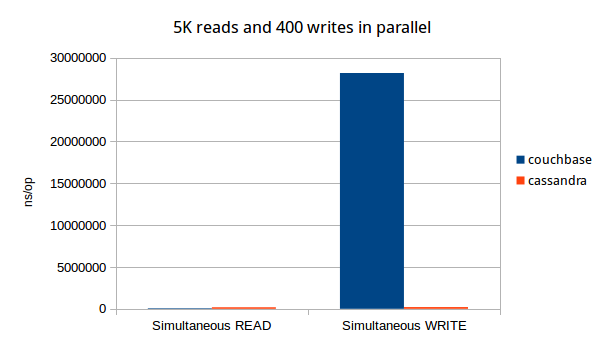 5K reads and 400 writes in parallel
30000000
25000000
20000000
15000000
10000000
5000000
0
ns/op
Simultaneous READ
Simultaneous WRITE
couchbase
cassandra